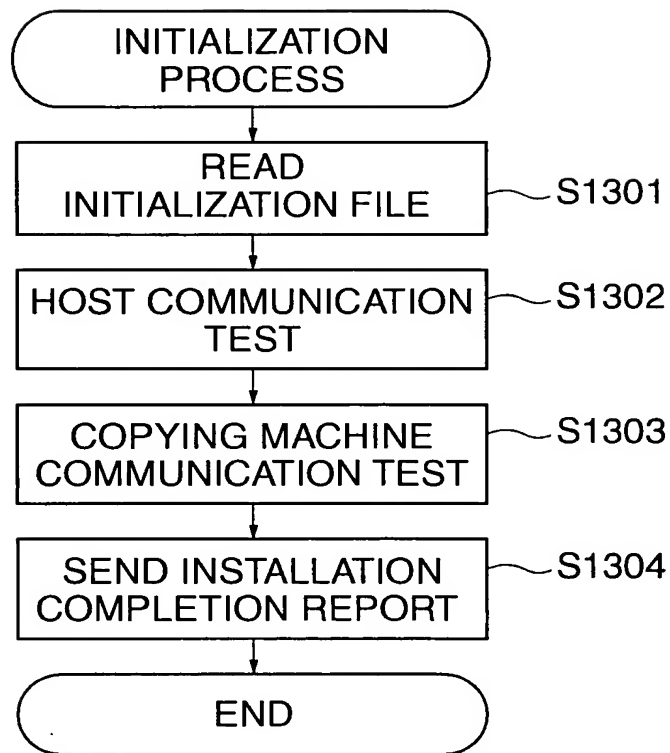 INITIALIZATION
PROCESS
READ
INITIALIZATION FILE
S1301
HOST COMMUNICATION
TEST
S1302
COPYING MACHINE
COMMUNICATION TEST
S1303
SEND INSTALLATION
COMPLETION REPORT
S1304
END